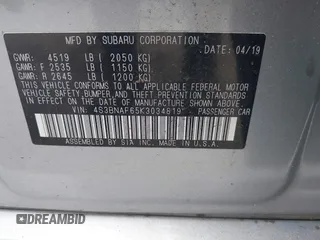 MFD BY SUBARU CORPORATION
DATE: 04/19
GVWR: 4519 LB (2050 KG)
GAWR: F 2535 LB (1150 KG)
GAWR: R 2645 LB (1200 KG)
THIS VEHICLE CONFORMS TO ALL APPLICABLE
FEDERAL MOTOR VEHICLE
SAFETY, BUMPER, AND THEFT PREVENTION
STANDARDS IN EFFECT ON THE DATE OF
MANUFACTURE SHOWN ABOVE.
VIN: 4S3BNAF65K3034619 PASSENGER CAR
ASSEMBLED BY SIA INC. MADE IN U.S.A.
DREAMBID